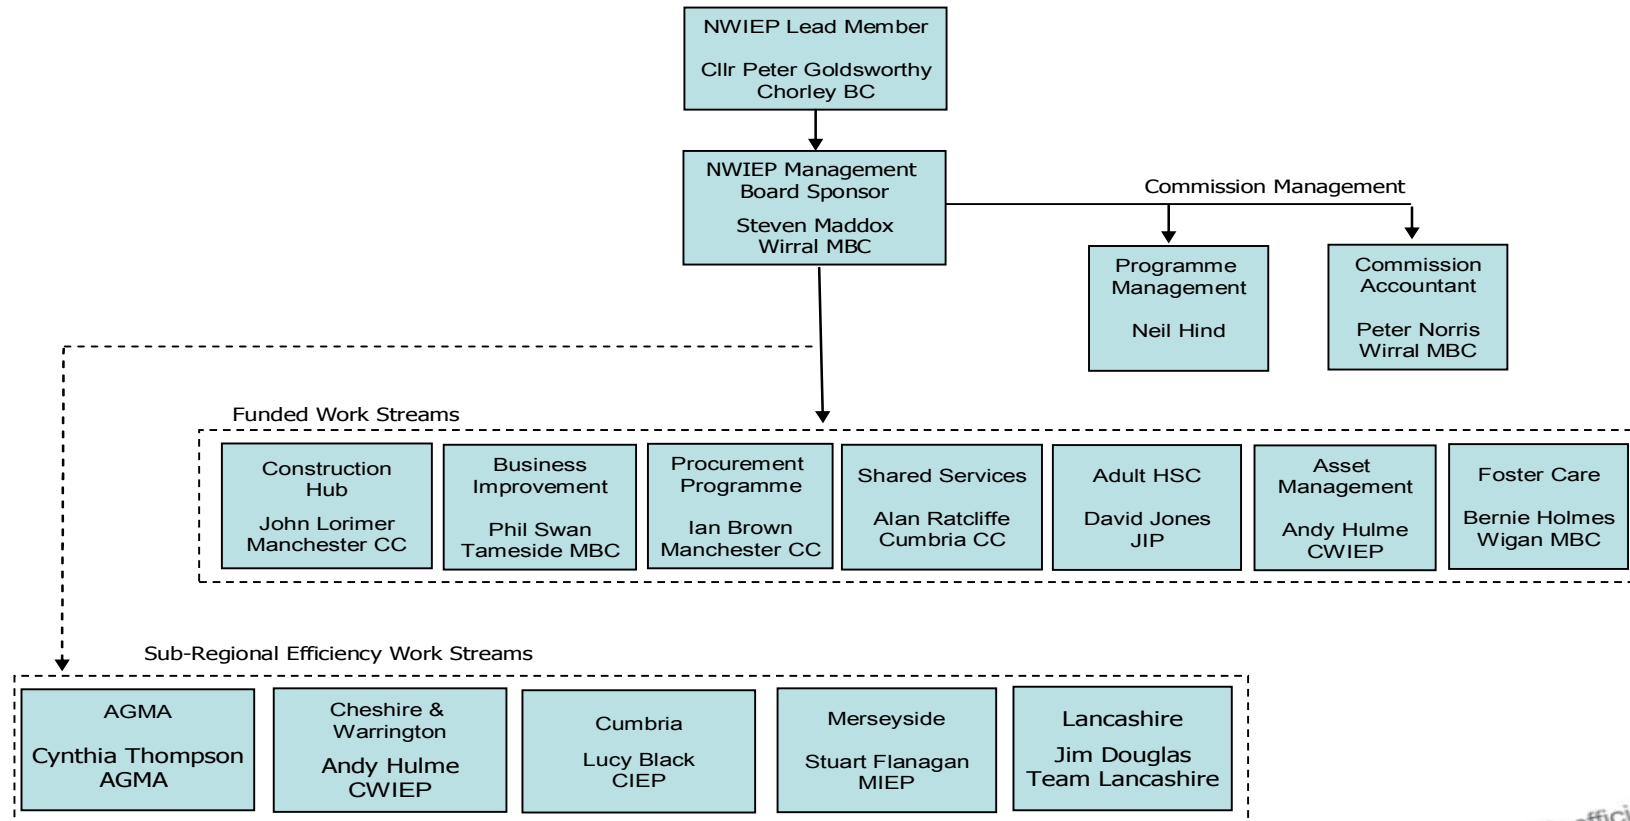 NWIEP Lead Member
Cllr Peter Goldsworthy
Chorley BC
NWIEP Management
Board Sponsor
Steven Maddox
Wirral MBC
Commission Management
Programme
Management
Neil Hind
Commission
Accountant
Peter Norris
Wirral MBC
Funded Work Streams
Construction
Hub
John Lorimer
Manchester CC
Business
Improvement
Phil Swan
Tameside MBC
Procurement
Programme
Ian Brown
Manchester CC
Shared Services
Alan Ratcliffe
Cumbria CC
Adult HSC
David Jones
JIP
Asset
Management
Andy Hulme
CWIEP
Foster Care
Bernie Holmes
Wigan MBC
Sub-Regional Efficiency Work Streams
AGMA
Cynthia Thompson
AGMA
Cheshire &
Warrington
Andy Hulme
CWIEP
Cumbria
Lucy Black
CIEP
Merseyside
Stuart Flanagan
MIEP
Lancashire
Jim Douglas
Team Lancashire